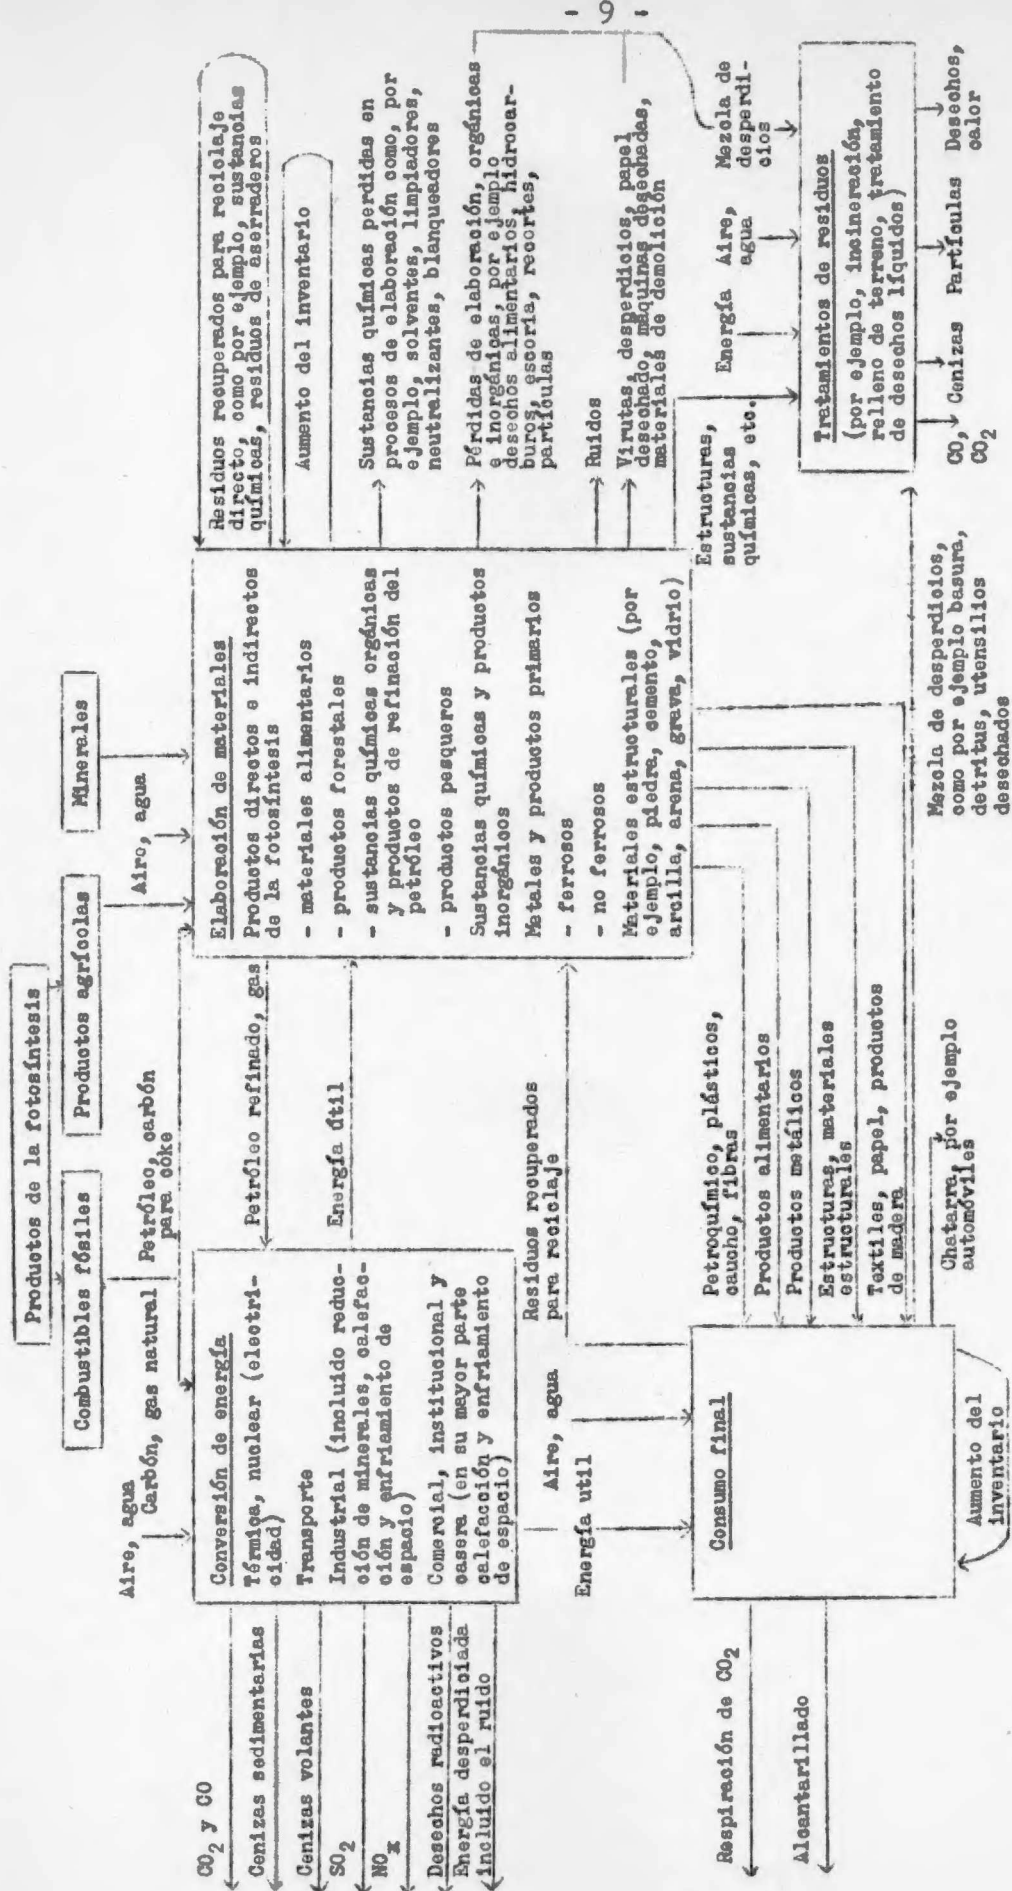 - 9 -
Productos de la fotosíntesis
Combustibles fósiles
Productos agrícolas
Minerales
Aire, agua
Carbón, gas natural
Petróleo, carbón
para coke
Airo, agua
Conversión de energía
Térmica, nuclear (electri-
cidad)
Transporte
Industrial (incluido reduc-
ción de minerales, calefac-
ción y enfriamiento de
espacio)
Comercial, institucional y
casera (en su mayor parte
calefacción y enfriamiento
de espacio)
CO2 y CO
Cenizas sedimentarias
Cenizas volantes
SO2
NOx
Desechos radioactivos
Energía desperdiciada
incluido el ruido
Petróleo refinado, gas
Energía útil
Elaboración de materiales
Productos directos e indirectos
de la fotosíntesis
- materiales alimentarios
- productos forestales
- sustancias químicas orgánicas
y productos de refinación del
petróleo
- productos pesqueros
Sustancias químicas y productos
inorgánicos
Metales y productos primarios
- ferrosos
- no ferrosos
Materiales estructurales (por
ejemplo, piedra, cemento,
arcilla, arena, grava, vidrio)
Residuos recuperados para reciclaje
directo, como por ejemplo, sustancias
químicas, residuos de aserraderos
Aumento del inventario
Sustancias químicas perdidas en
procesos de elaboración como, por
ejemplo, solventes, limpiadores,
neutralizantes, blanqueadores
Pérdidas de elaboración, orgánicas
e inorgánicas, por ejemplo
desechos alimentarios, hidrocar-
buros, escoria, recortes,
partículas
Ruidos
Virutas, desperdicios, papel
desechado, máquinas desechadas,
materiales de demolición
Estructuras,
sustancias
químicas, etc.
Energía
Aire,
agua
Mezcla de
desperdi-
cios
Tratamientos de residuos
(por ejemplo, incineración,
relleno de terreno, tratamiento
de desechos líquidos)
CO,
CO2
Cenizas
Partículas
Desechos,
calor
Residuos recuperados
para reciclaje
Aire, agua
Energía util
Consumo final
Respiración de CO2
Alcantarillado
Aumento del
inventario
Petroquímico, plásticos,
caucho, fibras
Productos alimentarios
Productos metálicos
Estructuras, materiales
estructurales
Textiles, papel, productos
de madera
Chatarra, por ejemplo
automóviles
Mezcla de desperdicios,
como por ejemplo basura,
detritus, utensilios
desechados